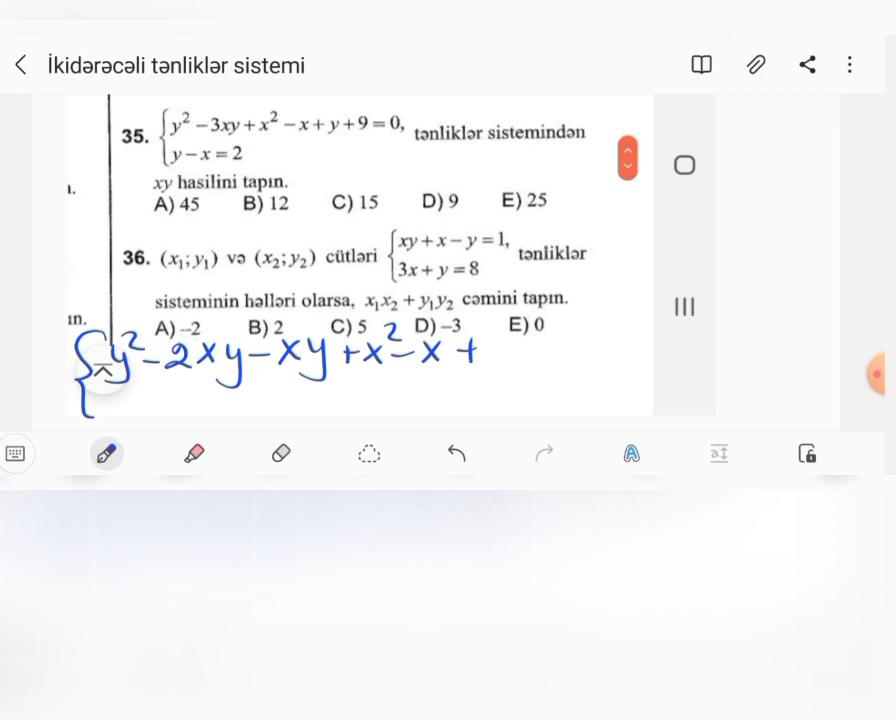 İkidərəcəli tənliklər sistemi
35. {y² – 3xy + x² – x + y + 9 = 0, tənliklər sistemindən
y – x = 2
xy hasilini tapın.
ı.
A) 45 B) 12 C) 15 D) 9 E) 25
36. (x₁; y₁) və (x₂; y₂) cütləri {xy + x – y = 1, tənliklər
3x + y = 8
sisteminin həlləri olarsa, x₁x₂ + y₁y₂ cəmini tapın.
ın.
A) –2 B) 2 C) 5 D) –3 E) 0
{y² – 2xy – xy + x² – x +